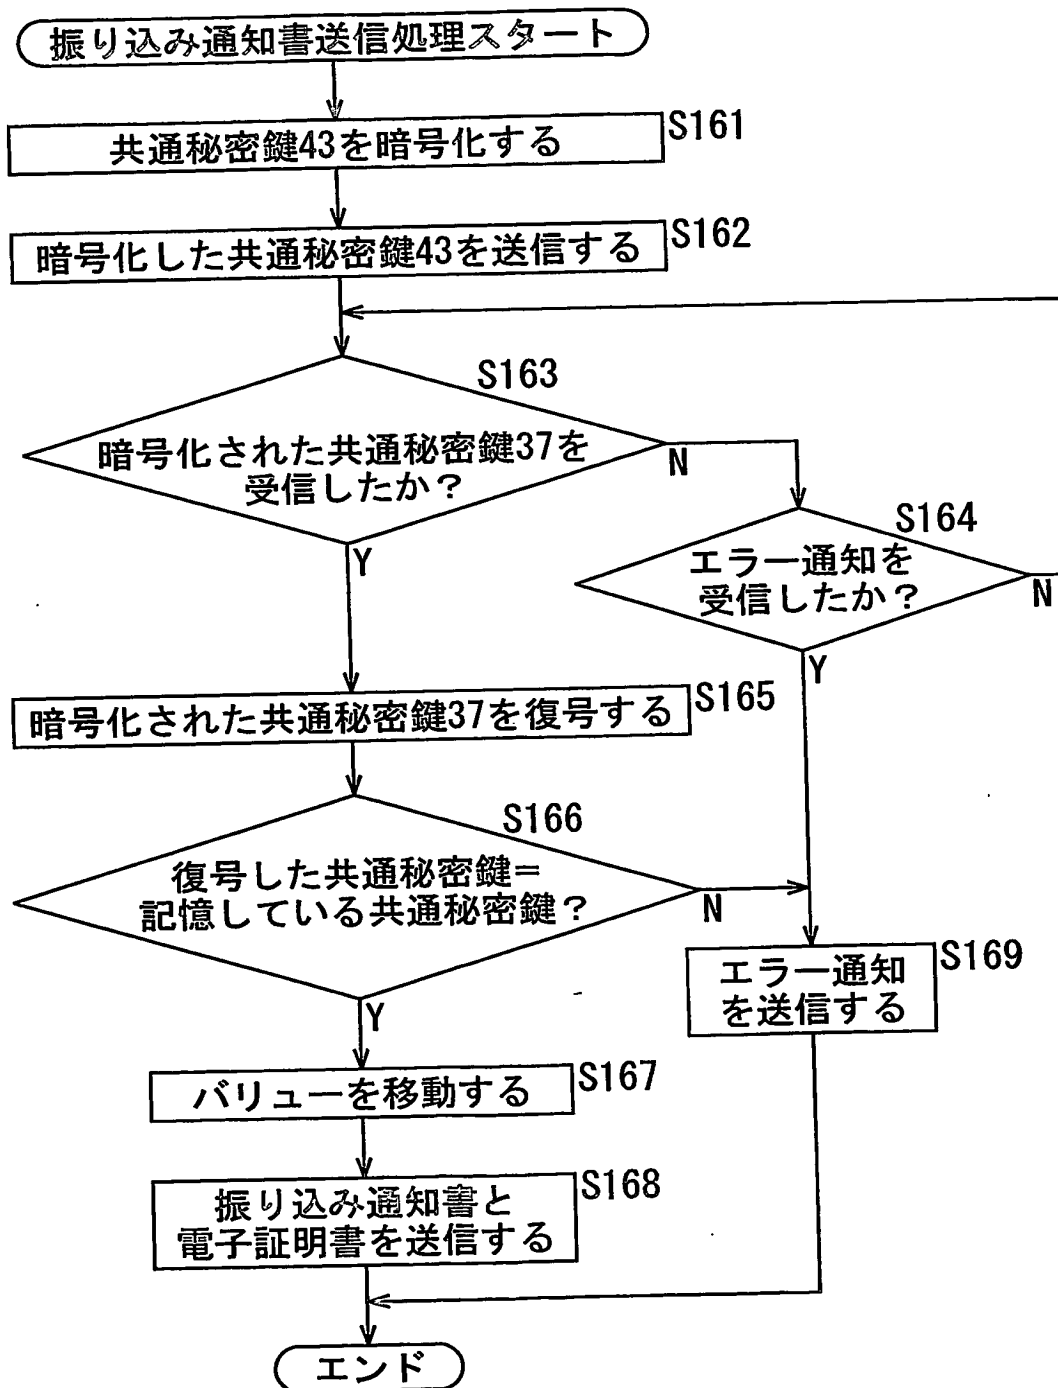 振り込み通知書送信処理スタート
共通秘密鍵43を暗号化する
S161
暗号化した共通秘密鍵43を送信する
S162
S163
暗号化された共通秘密鍵37を
受信したか?
N
Y
S164
エラー通知を
受信したか?
N
Y
暗号化された共通秘密鍵37を復号する
S165
S166
復号した共通秘密鍵=
記憶している共通秘密鍵?
N
Y
エラー通知
を送信する
S169
バリューを移動する
S167
振り込み通知書と
電子証明書を送信する
S168
エンド